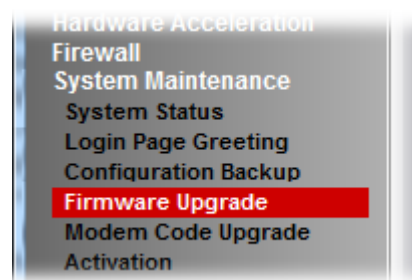 Hardware Acceleration
Firewall
System Maintenance
System Status
Login Page Greeting
Configuration Backup
Firmware Upgrade
Modem Code Upgrade
Activation